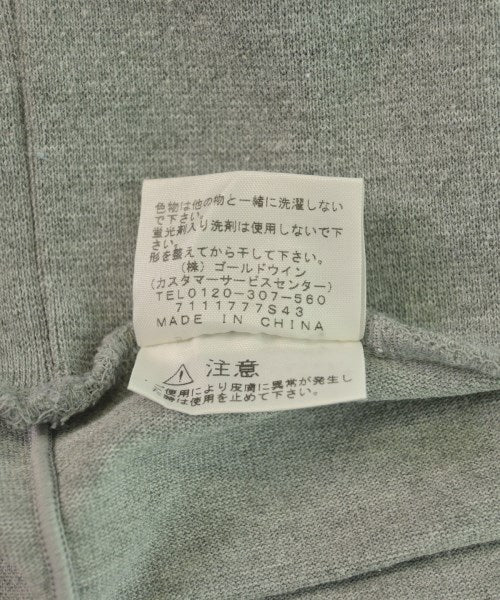 色物は他の物と一緒に洗濯しない
で下さい。
蛍光剤入り洗剤は使用しないで下
さい。
形を整えてから干して下さい。
(株) ゴールドウイン
(カスタマーサービスセンター)
TEL0120-307-560
7111777S43
MADE IN CHINA
注意
ご使用により皮膚に異常が発生し
時は使用を止めて下さい。